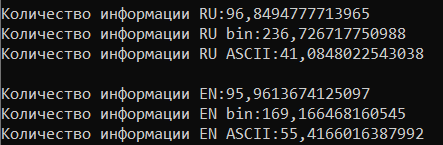 Количество информации RU:96,8494777713965
Количество информации RU bin:236,726717750988
Количество информации RU ASCII:41,0848022543038
Количество информации EN:95,9613674125097
Количество информации EN bin:169,166468160545
Количество информации EN ASCII:55,4166016387992